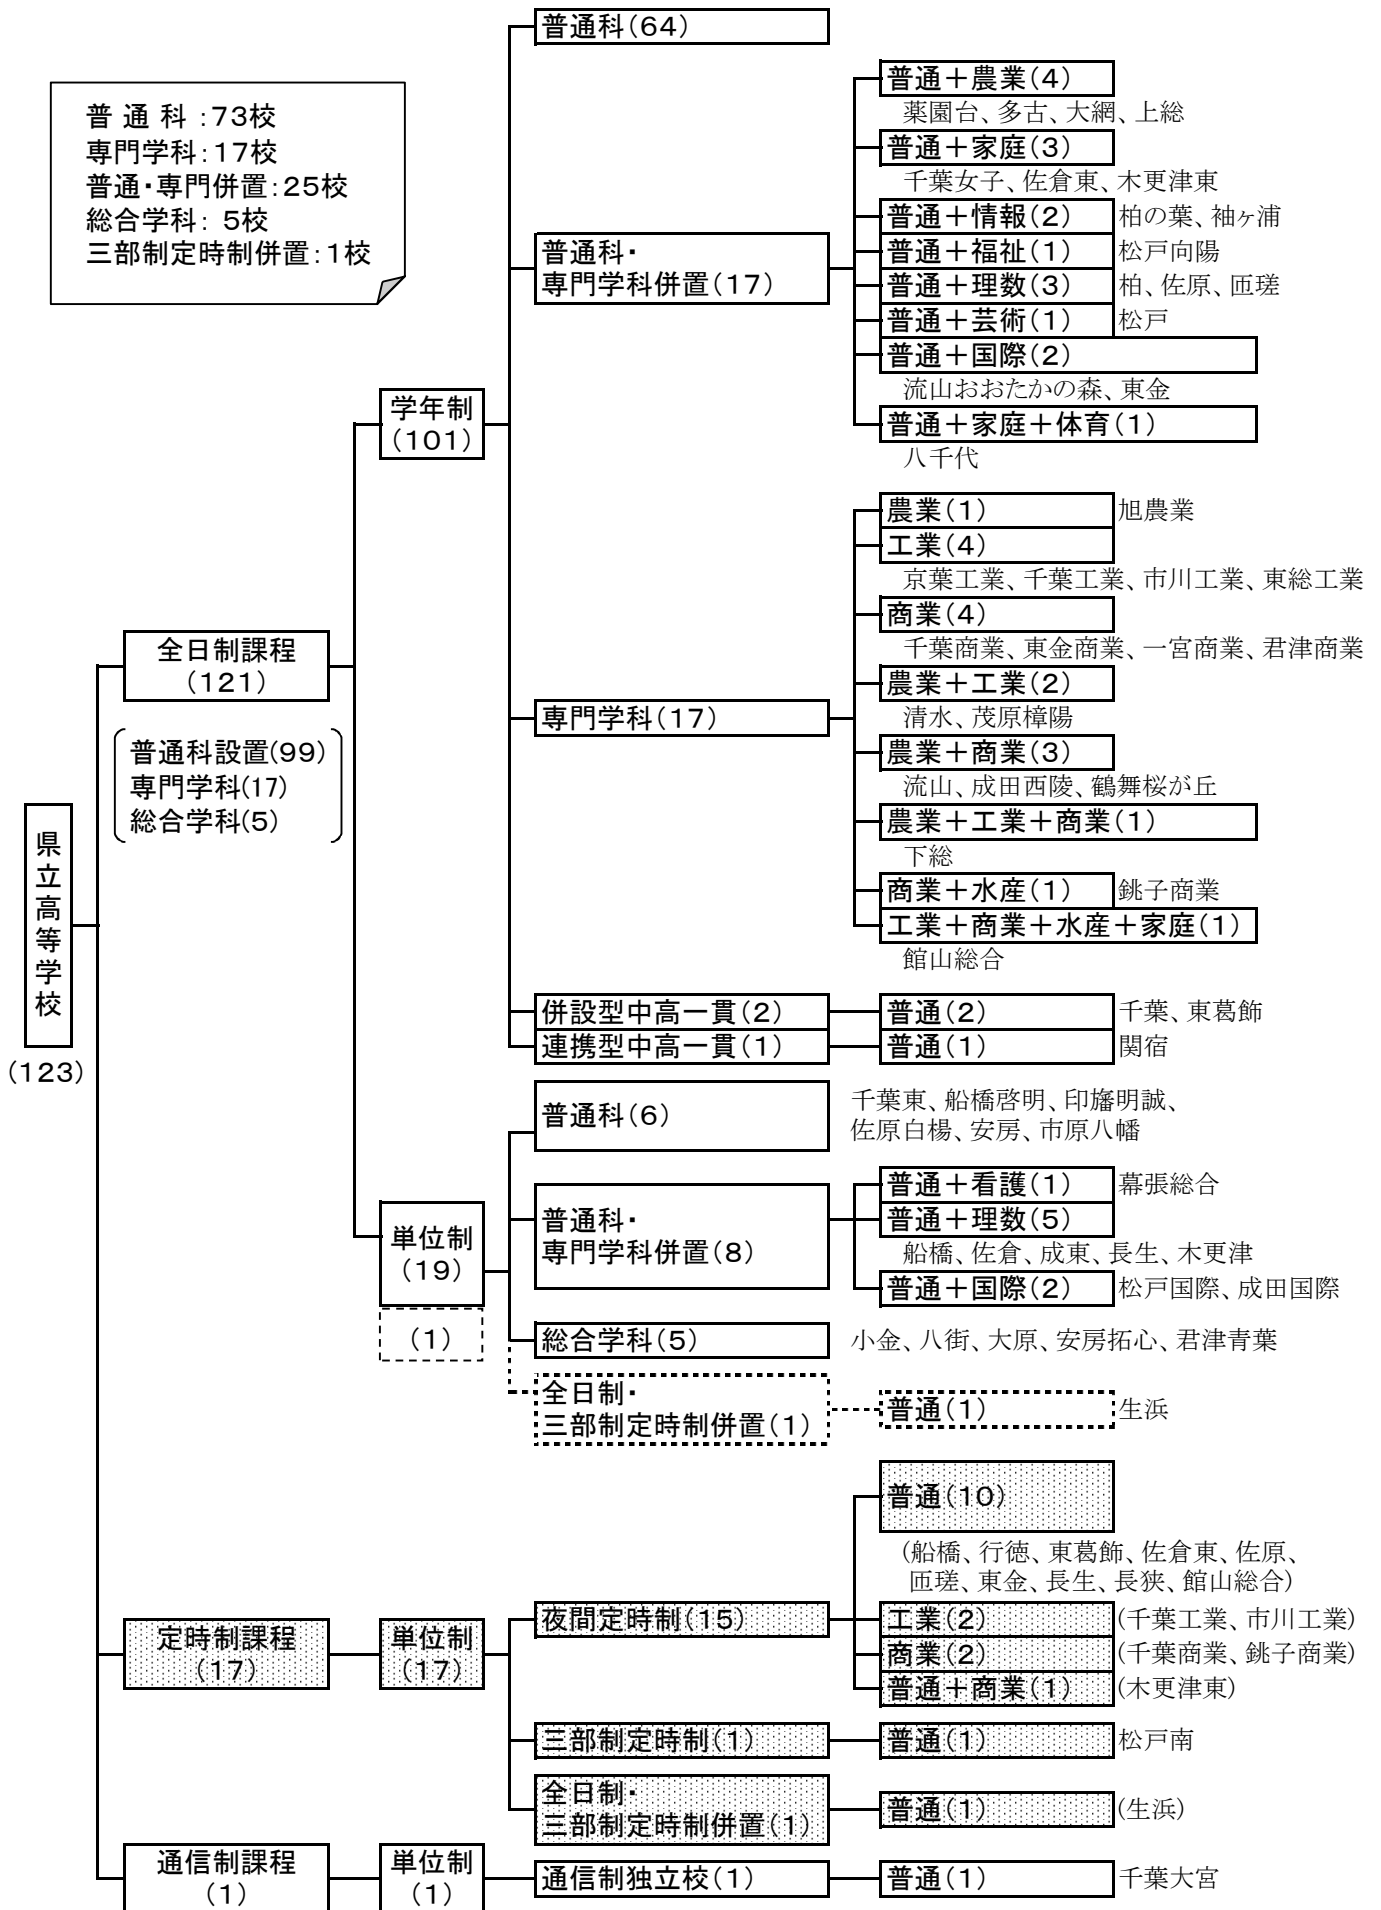 普通科(64)
普 通 科 :73校
専門学科:17校
普通・専門併置:25校
総合学科: 5校
三部制定時制併置:1校
普通+農業(4)
薬園台、多古、大網、上総
普通+家庭(3)
千葉女子、佐倉東、木更津東
普通+情報(2) 柏の葉、袖ヶ浦
普通科・
専門学科併置(17)
普通+福祉(1) 松戸向陽
普通+理数(3) 柏、佐原、匝瑳
普通+芸術(1) 松戸
普通+国際(2)
流山おおたかの森、東金
普通+家庭+体育(1)
八千代
学年制
(101)
農業(1) 旭農業
工業(4)
京葉工業、千葉工業、市川工業、東総工業
商業(4)
千葉商業、東金商業、一宮商業、君津商業
全日制課程
(121)
農業+工業(2)
清水、茂原樟陽
専門学科(17)
普通科設置(99)
専門学科(17)
総合学科(5)
農業+商業(3)
流山、成田西陵、鶴舞桜が丘
農業+工業+商業(1)
下総
商業+水産(1) 銚子商業
工業+商業+水産+家庭(1)
館山総合
県立高等学校
(123)
併設型中高一貫(2) 普通(2) 千葉、東葛飾
連携型中高一貫(1) 普通(1) 関宿
普通科(6)
千葉東、船橋啓明、印旛明誠、
佐原白楊、安房、市原八幡
単位制
(19)
(1)
普通科・
専門学科併置(8)
普通+看護(1) 幕張総合
普通+理数(5)
船橋、佐倉、成東、長生、木更津
普通+国際(2) 松戸国際、成田国際
総合学科(5) 小金、八街、大原、安房拓心、君津青葉
全日制・
三部制定時制併置(1)
普通(1) 生浜
普通(10)
(船橋、行徳、東葛飾、佐倉東、佐原、
匝瑳、東金、長生、長狭、館山総合)
定時制課程
(17)
単位制
(17)
夜間定時制(15)
工業(2) (千葉工業、市川工業)
商業(2) (千葉商業、銚子商業)
普通+商業(1) (木更津東)
三部制定時制(1) 普通(1) 松戸南
全日制・
三部制定時制併置(1)
普通(1) (生浜)
通信制課程
(1)
単位制
(1)
通信制独立校(1) 普通(1) 千葉大宮